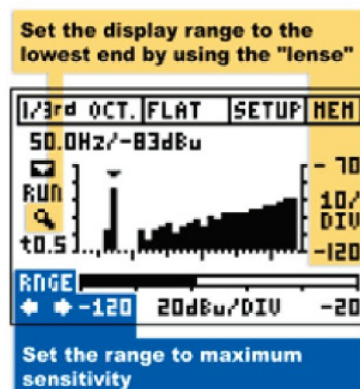 Set the display range to the
lowest end by using the "lense"
1/3rd OCT. FLAT SETUP MEM
50.0Hz/-83dBu
RUN
t0.5
- 70
10/
DIV
-120
RNGE
-120 20dBu/DIV -20
Set the range to maximum
sensitivity